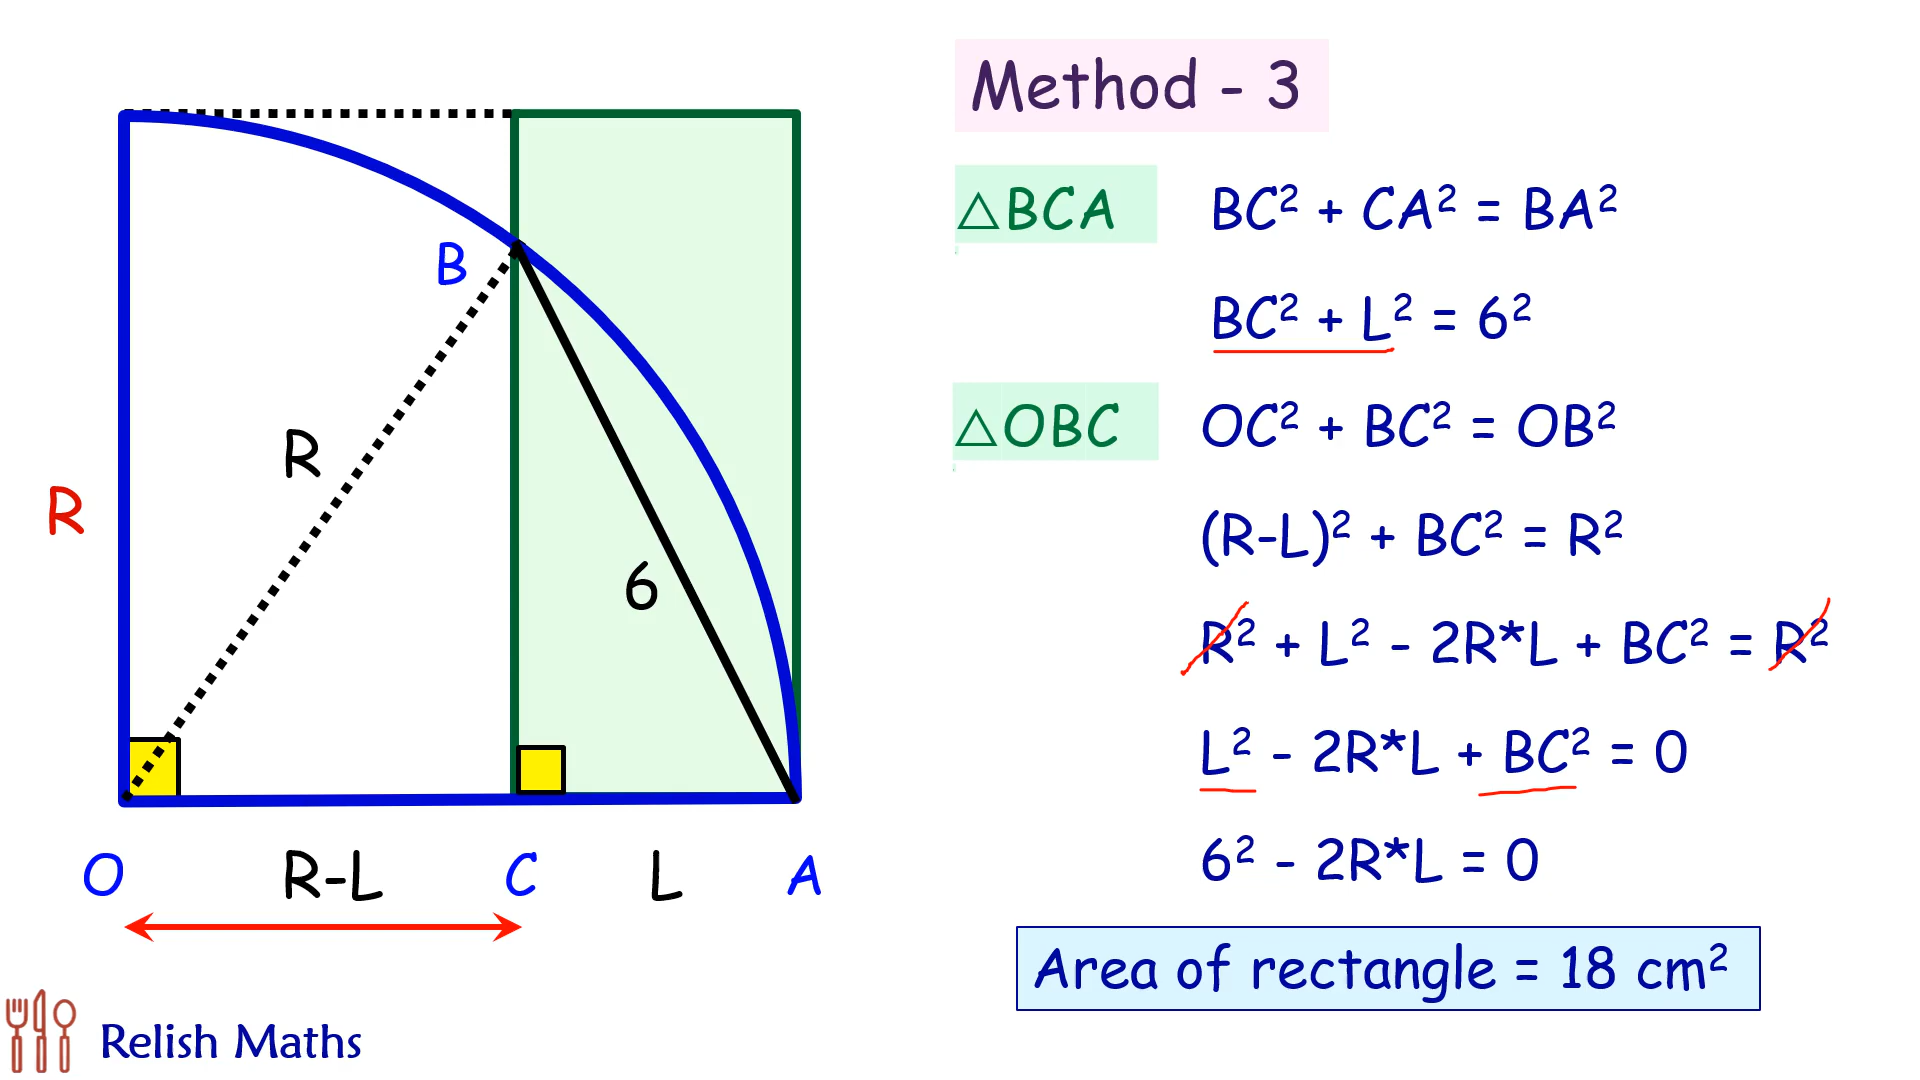 Method - 3
△BCA BC² + CA² = BA²
BC² + L² = 6²
△OBC OC² + BC² = OB²
(R-L)² + BC² = R²
R² + L² - 2R*L + BC² = R²
L² - 2R*L + BC² = 0
6² - 2R*L = 0
Area of rectangle = 18 cm²
B
R
R
6
O R-L C L A
Relish Maths